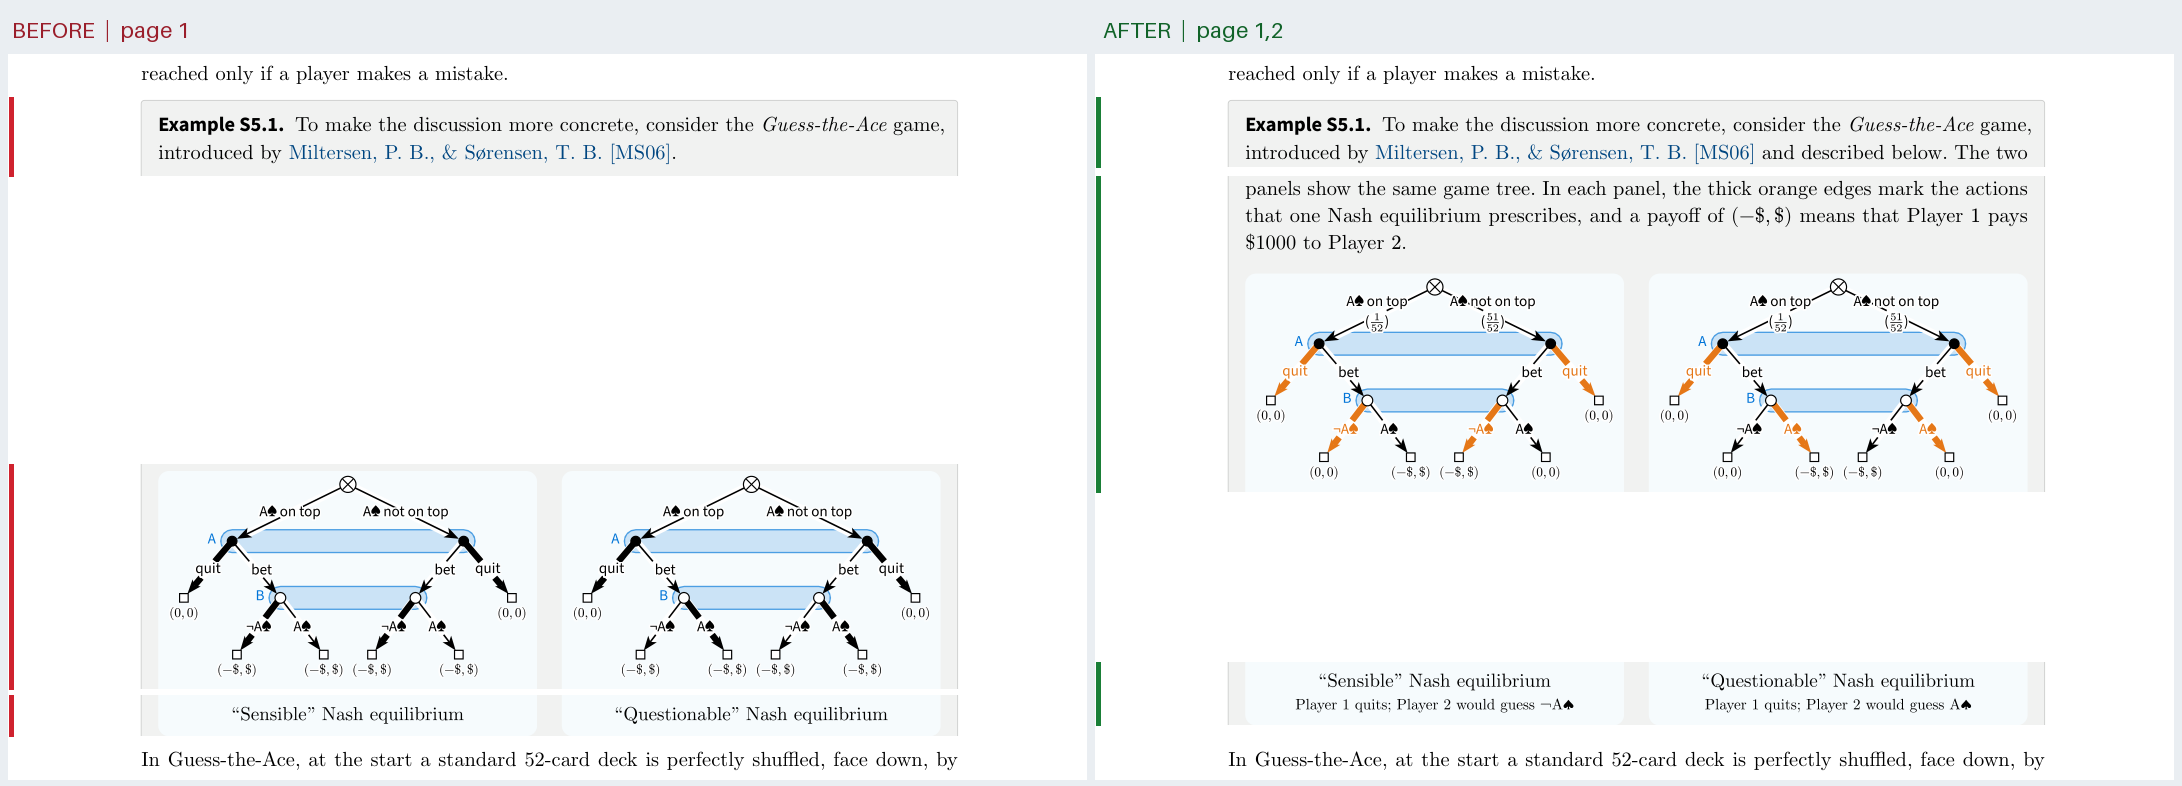 BEFORE | page 1
reached only if a player makes a mistake.
Example S5.1. To make the discussion more concrete, consider the Guess-the-Ace game,
introduced by Miltersen, P. B., & Sørensen, T. B. [MS06].
A♠ on top A♠ not on top
A♠ on top A♠ not on top
A
A
quit bet bet quit
quit bet bet quit
B
B
(0, 0) (0, 0)
(0, 0) (0, 0)
¬A♠ A♠ ¬A♠ A♠
¬A♠ A♠ ¬A♠ A♠
(−$, $) (−$, $) (−$, $) (−$, $)
(−$, $) (−$, $) (−$, $) (−$, $)
“Sensible” Nash equilibrium
“Questionable” Nash equilibrium
In Guess-the-Ace, at the start a standard 52-card deck is perfectly shuffled, face down, by
AFTER | page 1,2
reached only if a player makes a mistake.
Example S5.1. To make the discussion more concrete, consider the Guess-the-Ace game,
introduced by Miltersen, P. B., & Sørensen, T. B. [MS06] and described below. The two
panels show the same game tree. In each panel, the thick orange edges mark the actions
that one Nash equilibrium prescribes, and a payoff of (−$, $) means that Player 1 pays
$1000 to Player 2.
A♠ on top A♠ not on top
(1/52) (51/52)
A♠ on top A♠ not on top
(1/52) (51/52)
A
A
quit bet bet quit
quit bet bet quit
B
B
(0, 0) (0, 0)
(0, 0) (0, 0)
¬A♠ A♠ ¬A♠ A♠
¬A♠ A♠ ¬A♠ A♠
(0, 0) (−$, $) (−$, $) (0, 0)
(0, 0) (−$, $) (−$, $) (0, 0)
“Sensible” Nash equilibrium
Player 1 quits; Player 2 would guess ¬A♠
“Questionable” Nash equilibrium
Player 1 quits; Player 2 would guess A♠
In Guess-the-Ace, at the start a standard 52-card deck is perfectly shuffled, face down, by